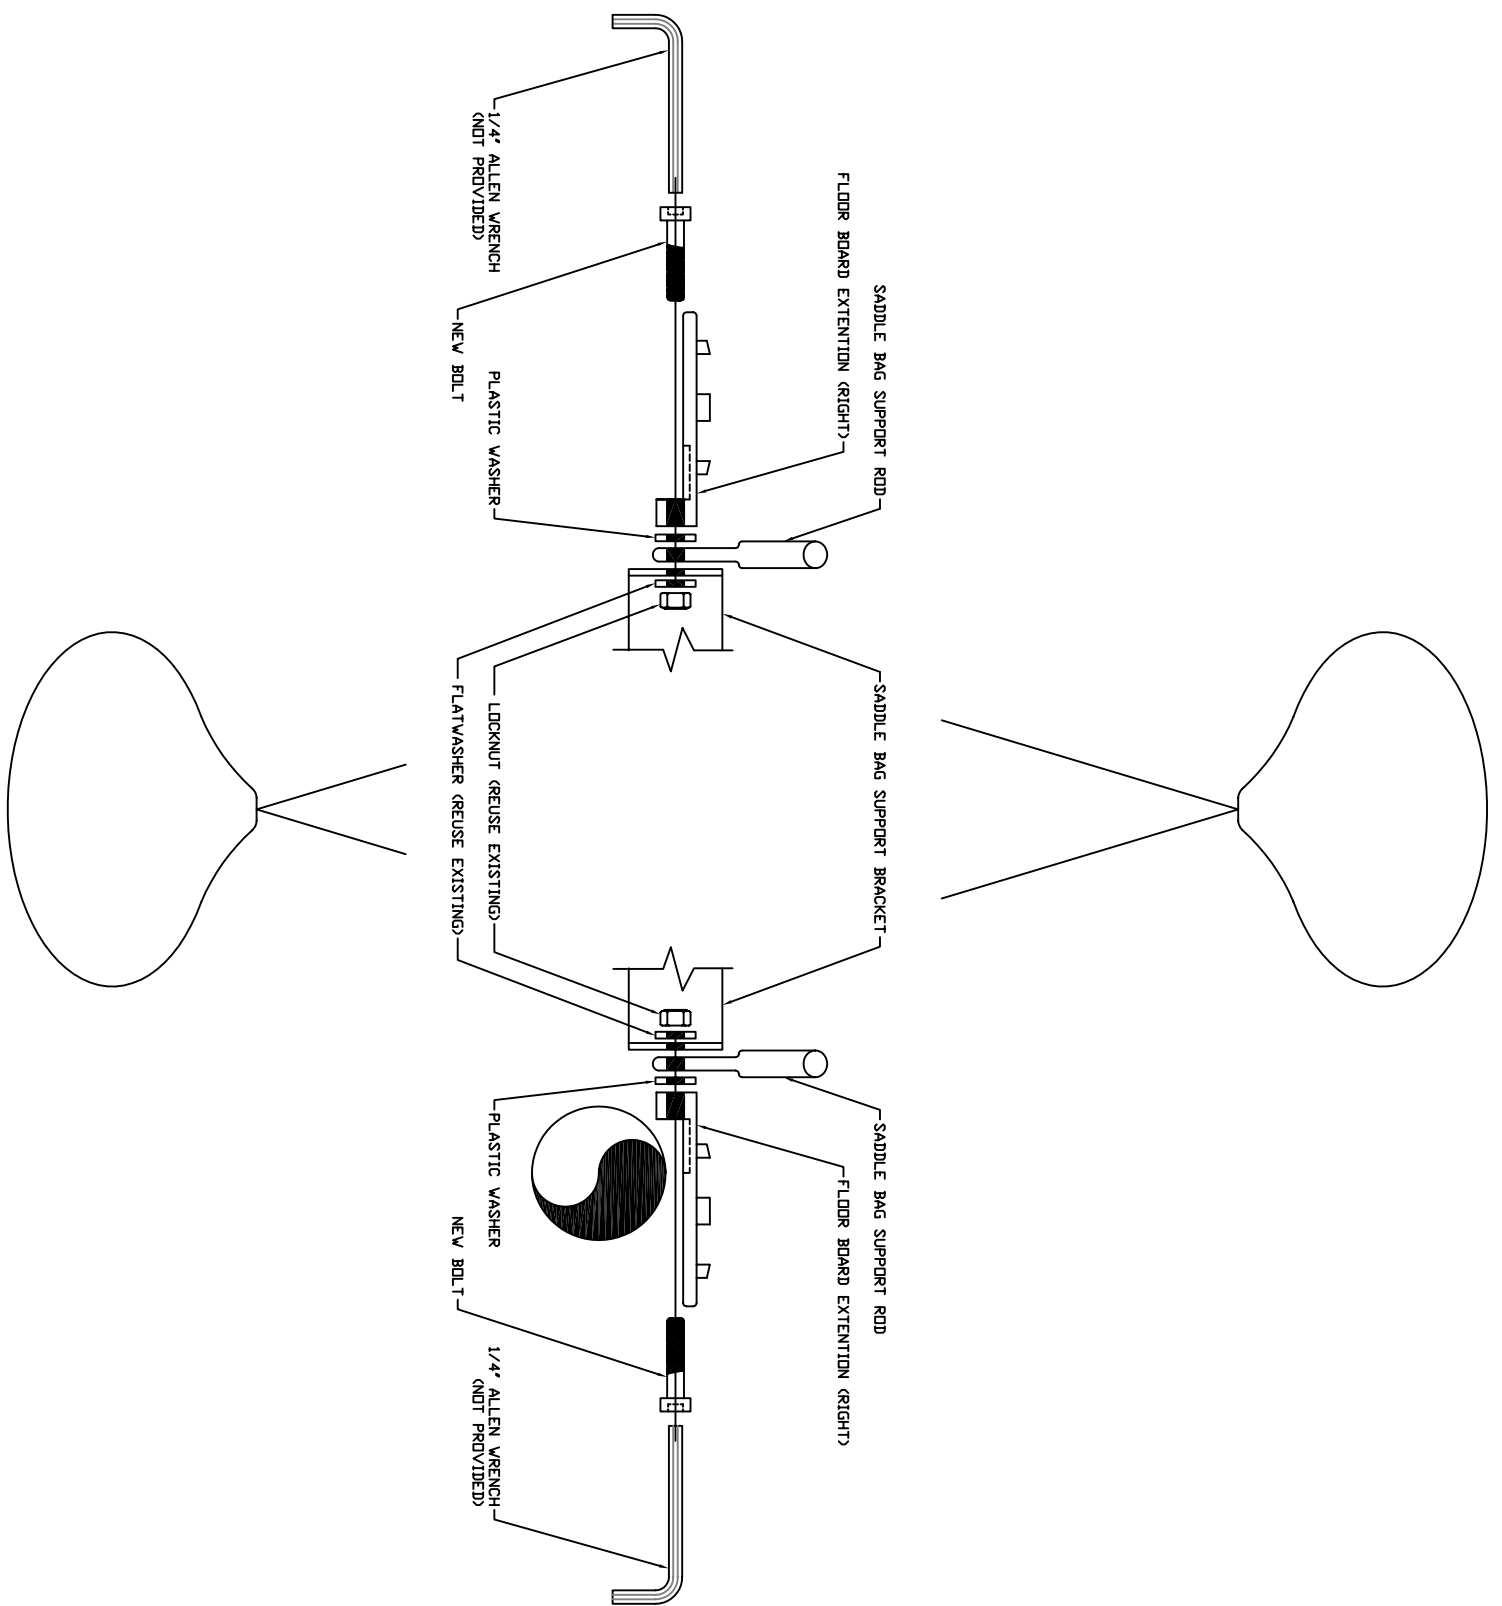 SADDLE BAG SUPPORT ROD
SADDLE BAG SUPPORT BRACKET
SADDLE BAG SUPPORT ROD
FLOOR BOARD EXTENTION (RIGHT)
FLOOR BOARD EXTENTION (RIGHT)
1/4" ALLEN WRENCH
(NOT PROVIDED)
PLASTIC WASHER
LOCKNUT (REUSE EXISTING)
PLASTIC WASHER
1/4" ALLEN WRENCH
(NOT PROVIDED)
NEW BOLT
FLATWASHER (REUSE EXISTING)
NEW BOLT